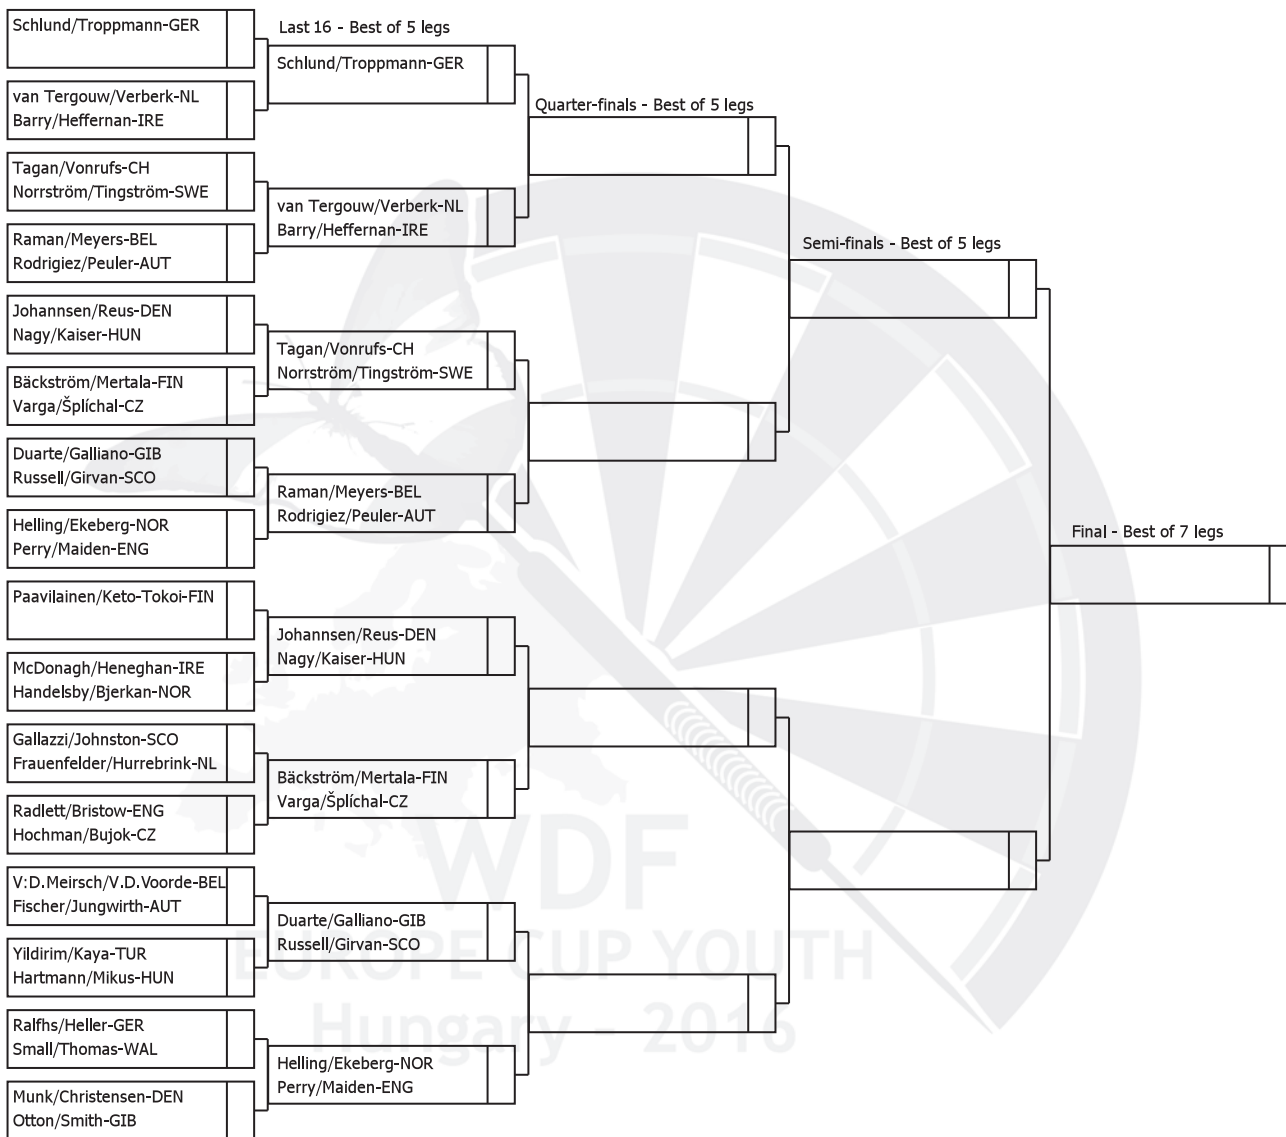 Schlund/Troppmann-GER
van Tergouw/Verberk-NL
Barry/Heffernan-IRE
Tagan/Vonrufs-CH
Norrström/Tingström-SWE
Raman/Meyers-BEL
Rodrigiez/Peuler-AUT
Johannsen/Reus-DEN
Nagy/Kaiser-HUN
Bäckström/Mertala-FIN
Varga/Šplíchal-CZ
Duarte/Galliano-GIB
Russell/Girvan-SCO
Helling/Ekeberg-NOR
Perry/Maiden-ENG
Paavilainen/Keto-Tokoi-FIN
McDonagh/Heneghan-IRE
Handelsby/Bjerkan-NOR
Gallazzi/Johnston-SCO
Frauenfelder/Hurrebrink-NL
Radlett/Bristow-ENG
Hochman/Bujok-CZ
V:D.Meirsch/V.D.Voorde-BEL
Fischer/Jungwirth-AUT
Yildirim/Kaya-TUR
Hartmann/Mikus-HUN
Ralfhs/Heller-GER
Small/Thomas-WAL
Munk/Christensen-DEN
Otton/Smith-GIB
Last 16 - Best of 5 legs
Schlund/Troppmann-GER
van Tergouw/Verberk-NL
Barry/Heffernan-IRE
Tagan/Vonrufs-CH
Norrström/Tingström-SWE
Raman/Meyers-BEL
Rodrigiez/Peuler-AUT
Johannsen/Reus-DEN
Nagy/Kaiser-HUN
Bäckström/Mertala-FIN
Varga/Šplíchal-CZ
Duarte/Galliano-GIB
Russell/Girvan-SCO
Helling/Ekeberg-NOR
Perry/Maiden-ENG
Quarter-finals - Best of 5 legs
Semi-finals - Best of 5 legs
Final - Best of 7 legs
WDF
EUROPE CUP YOUTH
Hungary - 2016